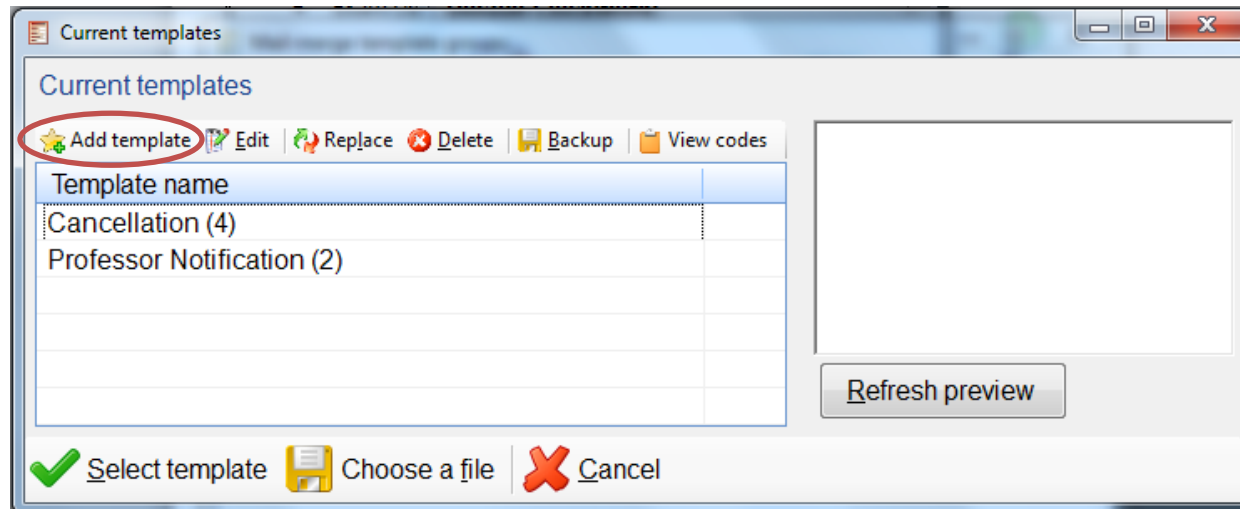 Current templates
Current templates
Add template Edit Replace Delete Backup View codes
Template name
Cancellation (4)
Professor Notification (2)
Refresh preview
Select template Choose a file Cancel